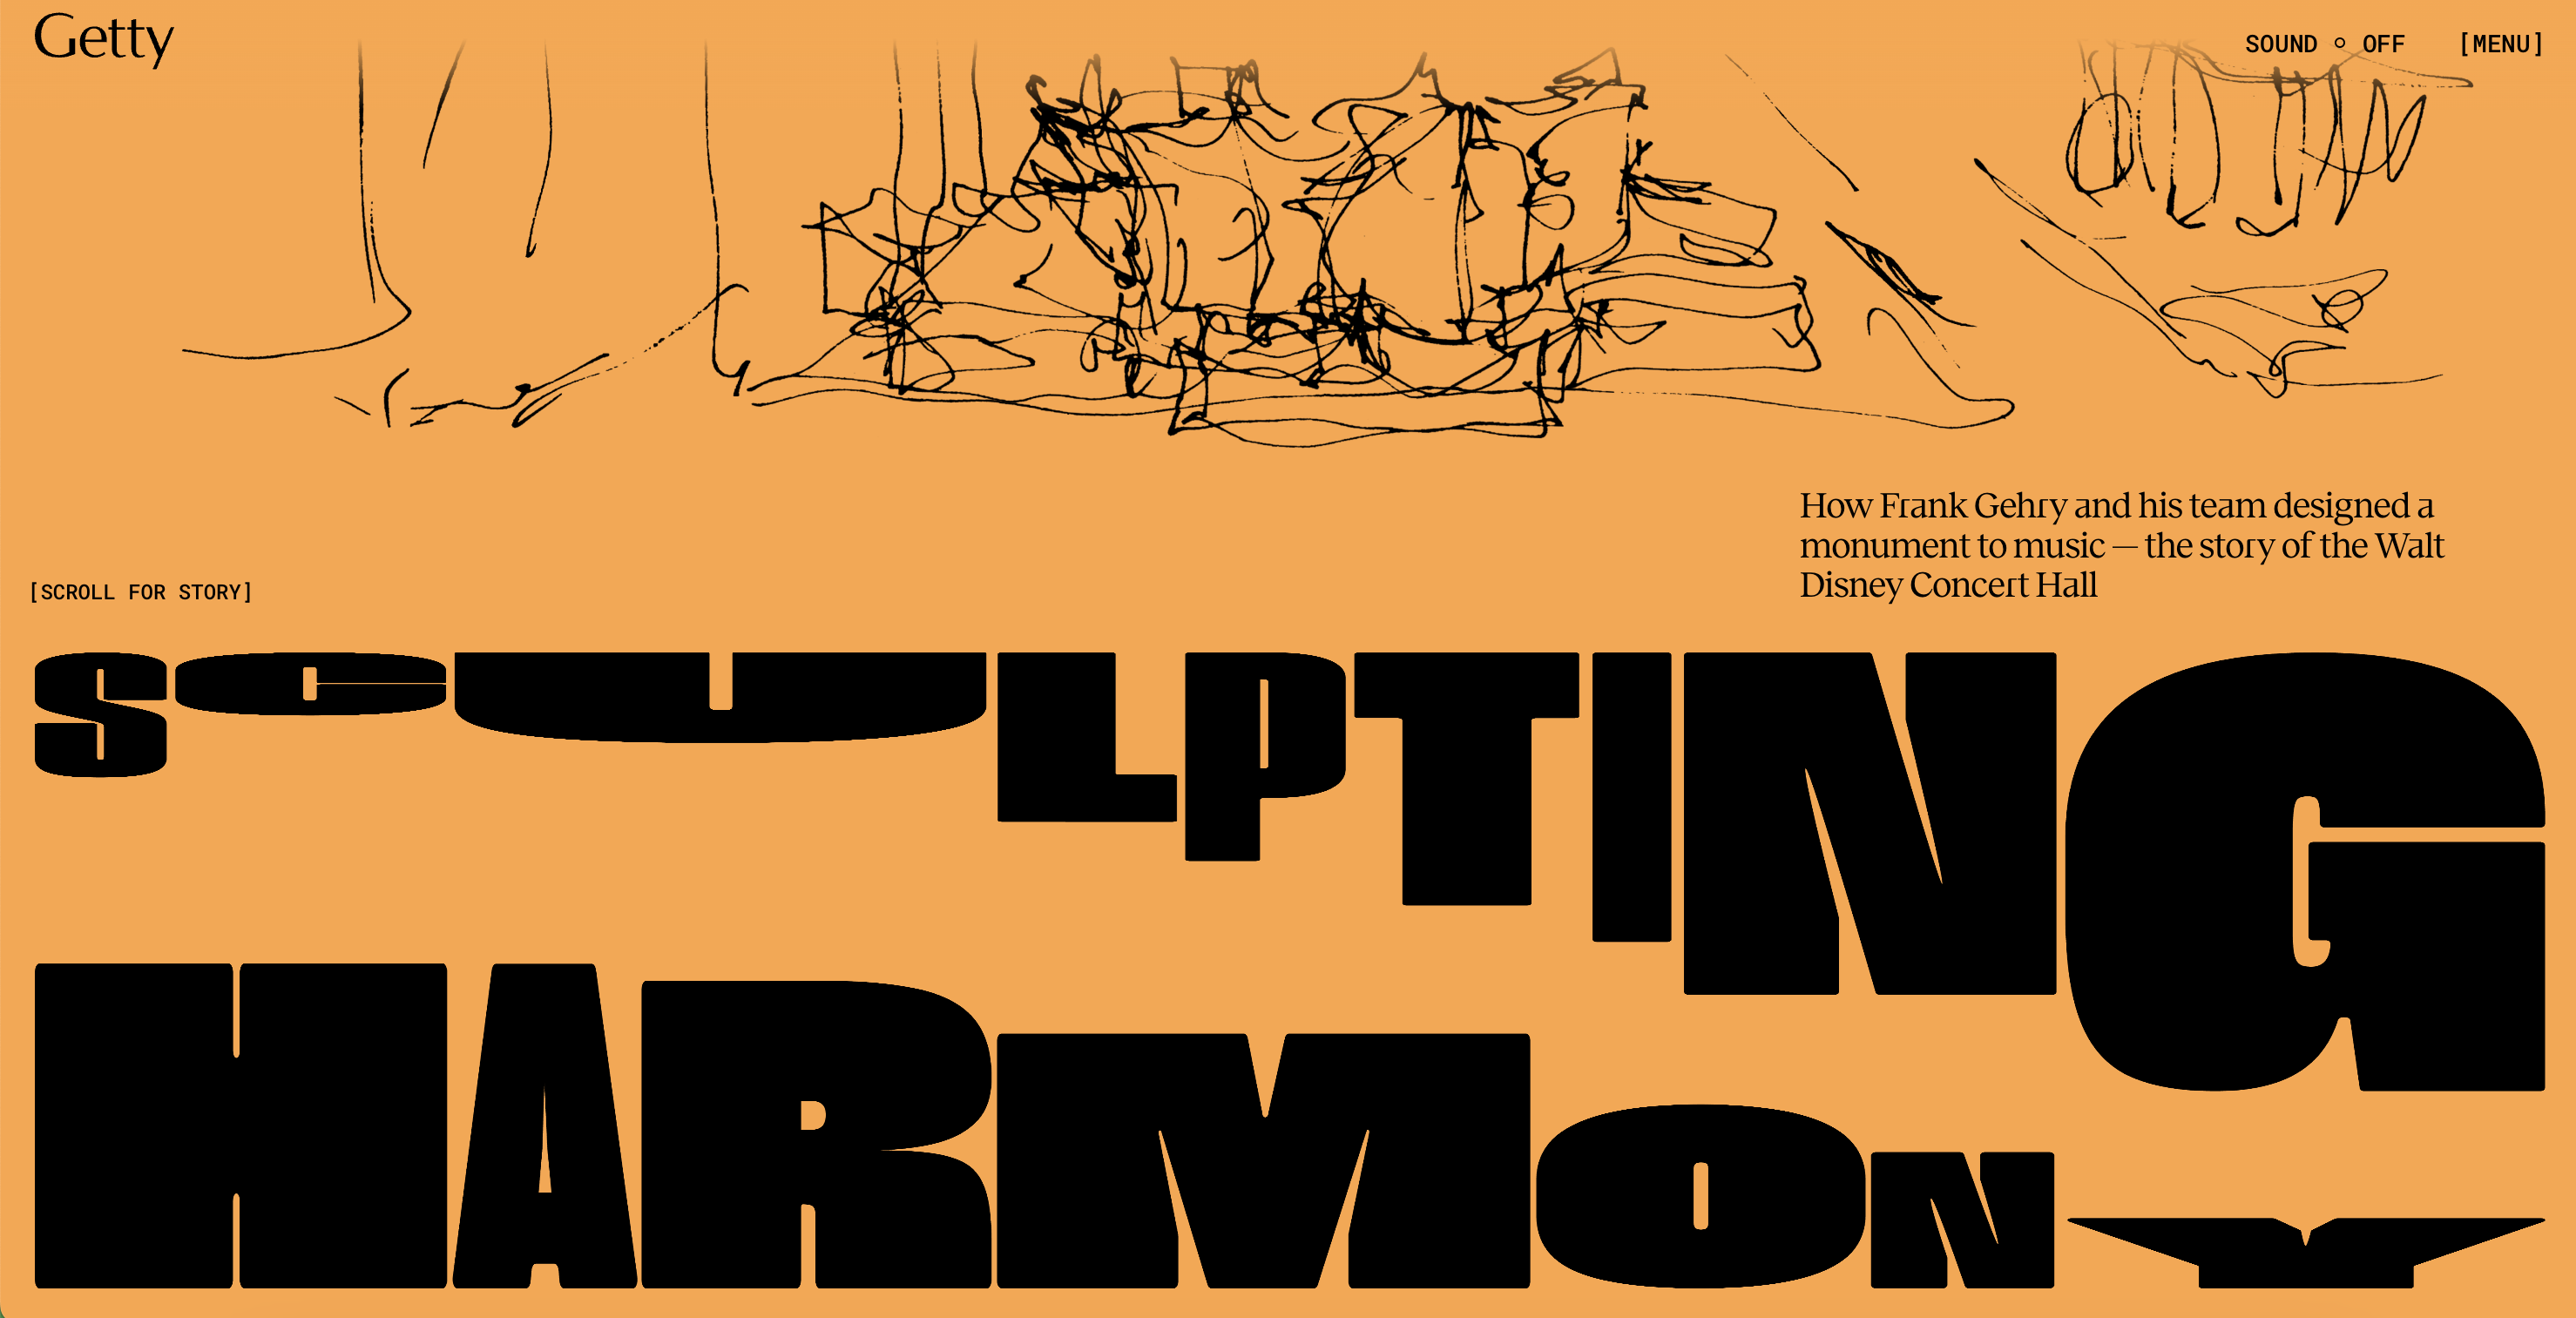 Getty
SOUND ○ OFF [MENU]
How Frank Gehry and his team designed a
monument to music — the story of the Walt
Disney Concert Hall
[SCROLL FOR STORY]
SCULPTING
HARMONY